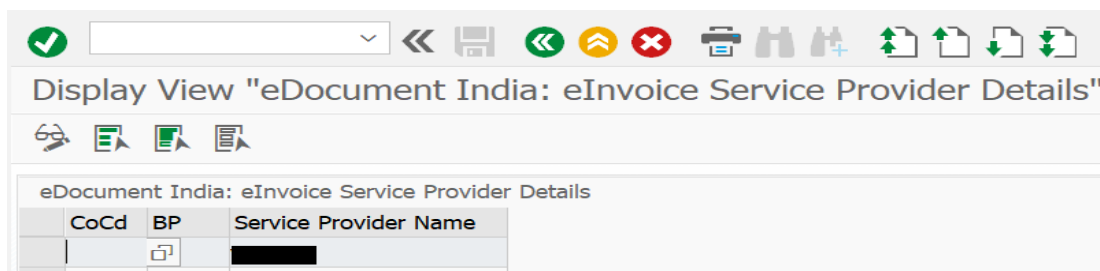 Display View "eDocument India: eInvoice Service Provider Details"
eDocument India: eInvoice Service Provider Details
CoCd BP Service Provider Name